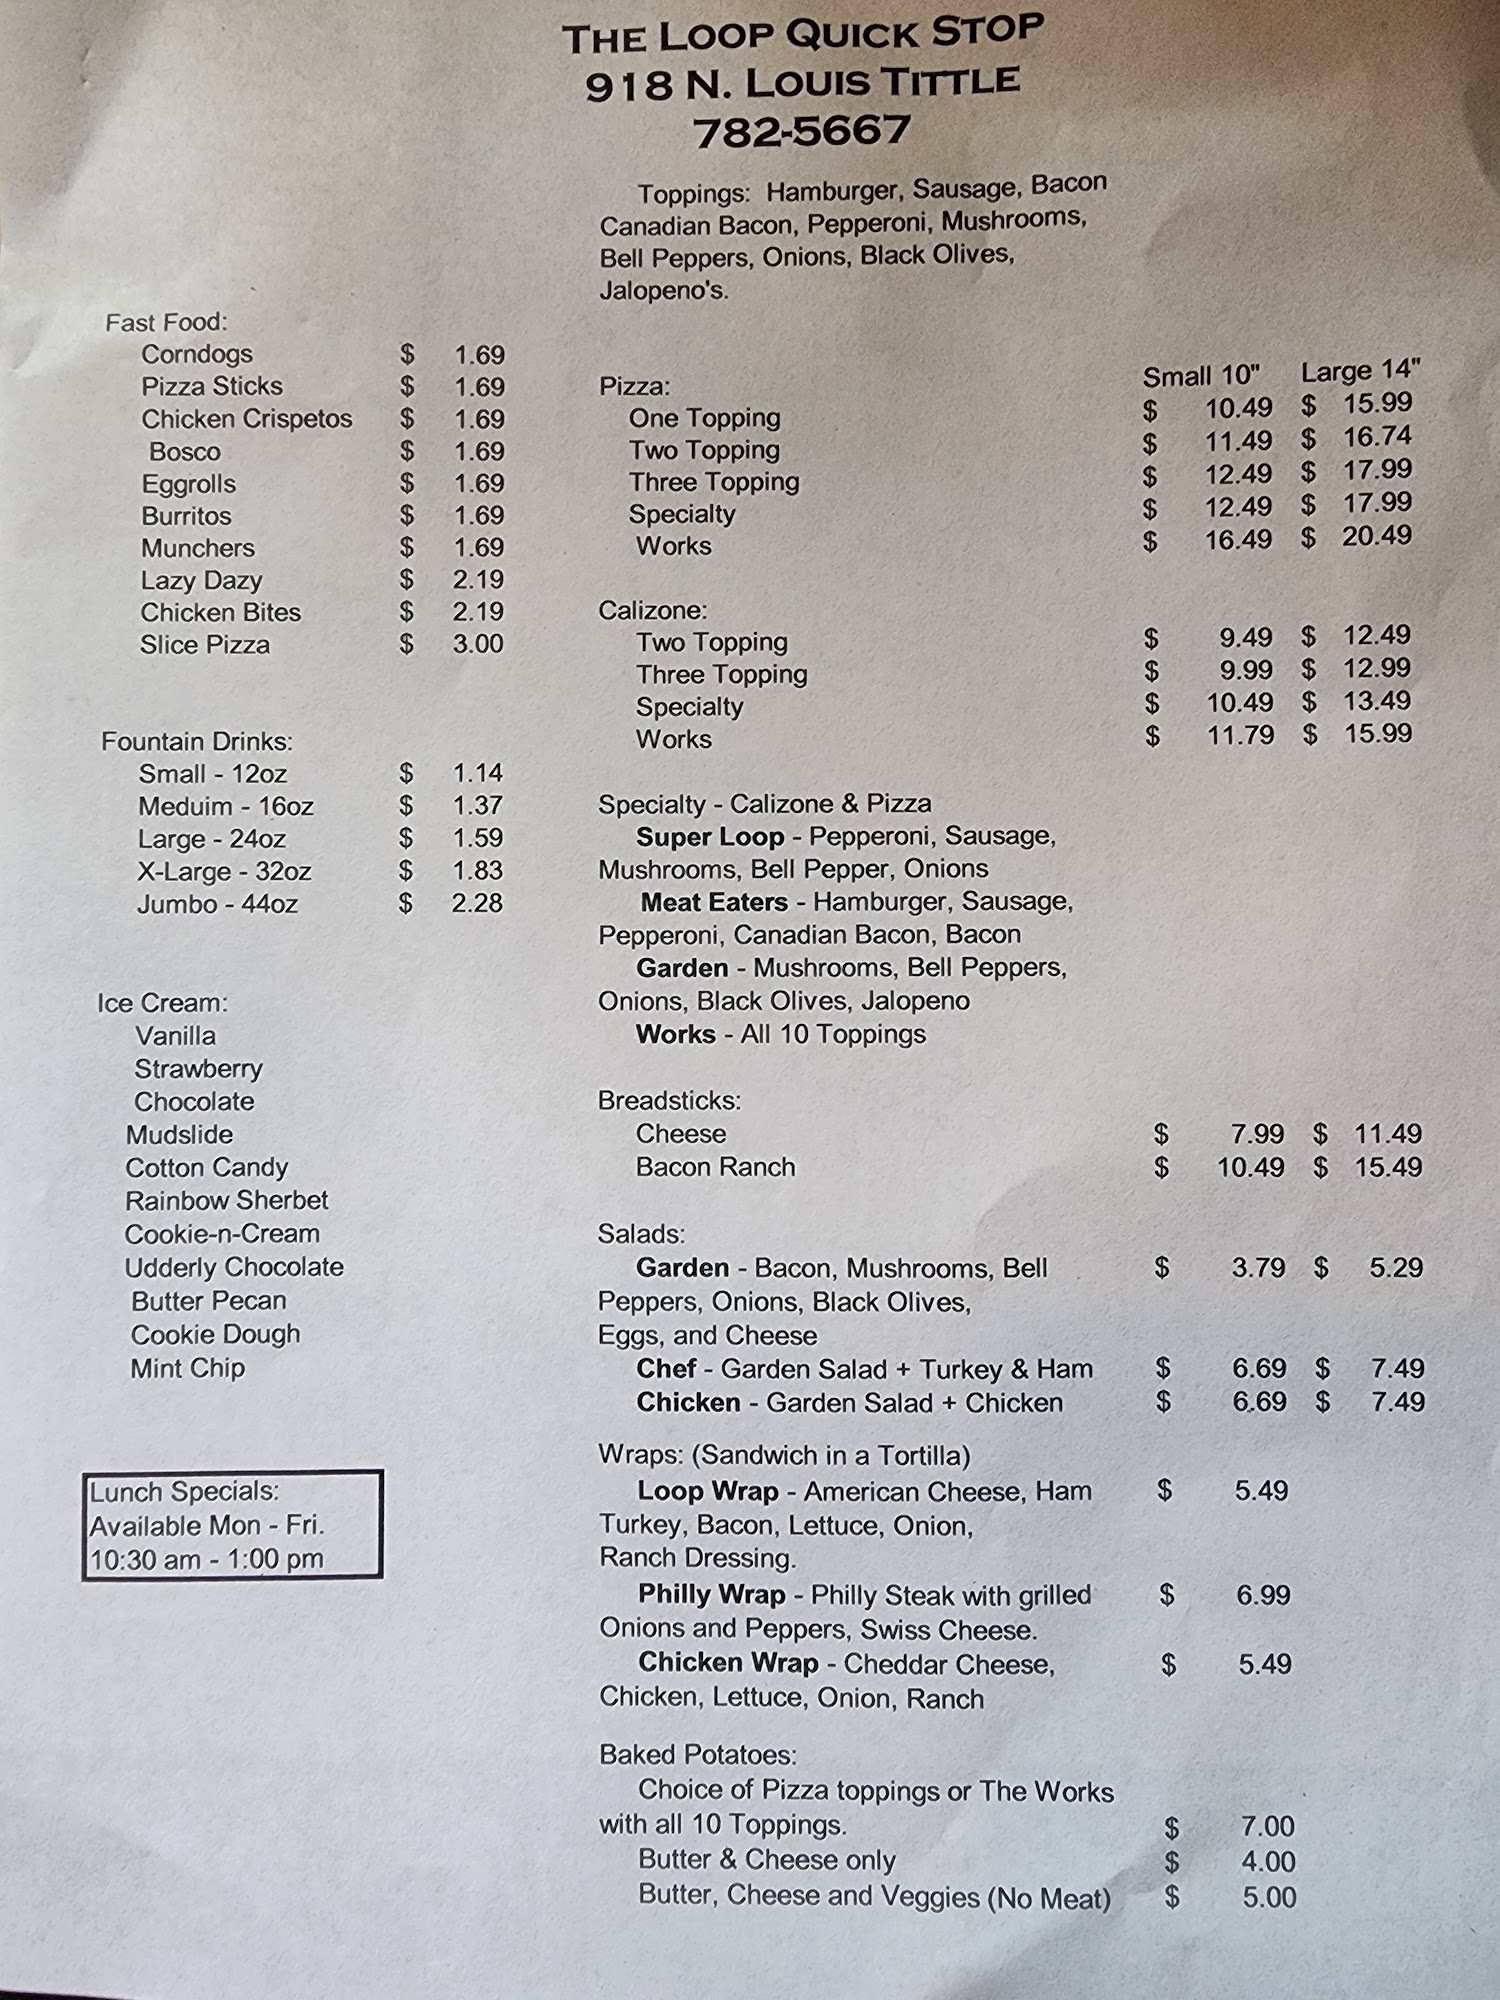 THE LOOP QUICK STOP
918 N. LOUIS TITTLE
782-5667
Toppings: Hamburger, Sausage, Bacon
Canadian Bacon, Pepperoni, Mushrooms,
Bell Peppers, Onions, Black Olives,
Jalopeno's.
Fast Food:
Corndogs $ 1.69
Pizza Sticks $ 1.69
Chicken Crispetos $ 1.69
Bosco $ 1.69
Eggrolls $ 1.69
Burritos $ 1.69
Munchers $ 1.69
Lazy Dazy $ 2.19
Chicken Bites $ 2.19
Slice Pizza $ 3.00
Fountain Drinks:
Small - 12oz $ 1.14
Meduim - 16oz $ 1.37
Large - 24oz $ 1.59
X-Large - 32oz $ 1.83
Jumbo - 44oz $ 2.28
Ice Cream:
Vanilla
Strawberry
Chocolate
Mudslide
Cotton Candy
Rainbow Sherbet
Cookie-n-Cream
Udderly Chocolate
Butter Pecan
Cookie Dough
Mint Chip
Lunch Specials:
Available Mon - Fri.
10:30 am - 1:00 pm
Small 10" Large 14"
Pizza:
One Topping $ 10.49 $ 15.99
Two Topping $ 11.49 $ 16.74
Three Topping $ 12.49 $ 17.99
Specialty $ 12.49 $ 17.99
Works $ 16.49 $ 20.49
Calizone:
Two Topping $ 9.49 $ 12.49
Three Topping $ 9.99 $ 12.99
Specialty $ 10.49 $ 13.49
Works $ 11.79 $ 15.99
Specialty - Calizone & Pizza
Super Loop - Pepperoni, Sausage,
Mushrooms, Bell Pepper, Onions
Meat Eaters - Hamburger, Sausage,
Pepperoni, Canadian Bacon, Bacon
Garden - Mushrooms, Bell Peppers,
Onions, Black Olives, Jalopeno
Works - All 10 Toppings
Breadsticks:
Cheese $ 7.99 $ 11.49
Bacon Ranch $ 10.49 $ 15.49
Salads:
Garden - Bacon, Mushrooms, Bell $ 3.79 $ 5.29
Peppers, Onions, Black Olives,
Eggs, and Cheese
Chef - Garden Salad + Turkey & Ham $ 6.69 $ 7.49
Chicken - Garden Salad + Chicken $ 6.69 $ 7.49
Wraps: (Sandwich in a Tortilla)
Loop Wrap - American Cheese, Ham $ 5.49
Turkey, Bacon, Lettuce, Onion,
Ranch Dressing.
Philly Wrap - Philly Steak with grilled $ 6.99
Onions and Peppers, Swiss Cheese.
Chicken Wrap - Cheddar Cheese, $ 5.49
Chicken, Lettuce, Onion, Ranch
Baked Potatoes:
Choice of Pizza toppings or The Works
with all 10 Toppings. $ 7.00
Butter & Cheese only $ 4.00
Butter, Cheese and Veggies (No Meat) $ 5.00